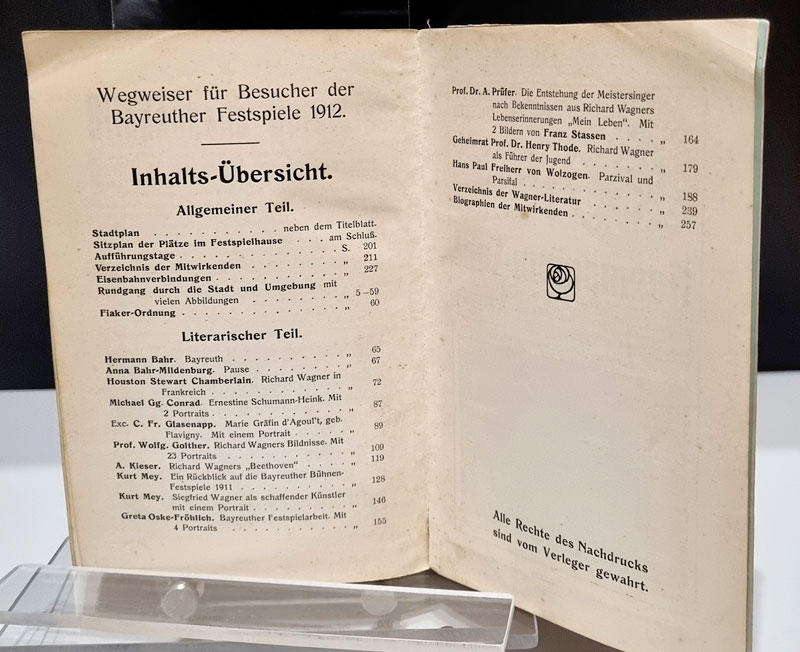 Wegweiser für Besucher der
Bayreuther Festspiele 1912.
Inhalts-Übersicht.
Allgemeiner Teil.
Stadtplan . . . . . . . . . . . neben dem Titelblatt.
Sitzplan der Plätze im Festspielhause . . . am Schluß.
Aufführungstage . . . . . . . . . . . . . . S. 201
Verzeichnis der Mitwirkenden . . . . . . . . „ 211
Eisenbahnverbindungen . . . . . . . . . . . „ 227
Rundgang durch die Stadt und Umgebung mit
vielen Abbildungen . . . . . . . . „ 5–59
Fiaker-Ordnung . . . . . . . . . . . . . . „ 60
Literarischer Teil.
Hermann Bahr. Bayreuth . . . . . . . . . . „ 65
Anna Bahr-Mildenburg. Pause . . . . . . . . „ 67
Houston Stewart Chamberlain. Richard Wagner in
Frankreich . . . . . . . . . . . . „ 72
Michael Gg. Conrad. Ernestine Schumann-Heink. Mit
2 Portraits . . . . . . . . . . . . „ 87
Exc. C. Fr. Glasenapp. Marie Gräfin d'Agoult, geb.
Flavigny. Mit einem Portrait . . . . . . „ 89
Prof. Wolfg. Golther. Richard Wagners Bildnisse. Mit
23 Portraits . . . . . . . . . . . „ 109
A. Kieser. Richard Wagners „Beethoven“ . . . . „ 119
Kurt Mey. Ein Rückblick auf die Bayreuther Bühnen-
Festspiele 1911 . . . . . . . . . . „ 128
Kurt Mey. Siegfried Wagner als schaffender Künstler
mit einem Portrait . . . . . . . . . „ 146
Greta Oske-Fröhlich. Bayreuther Festspielarbeit. Mit
4 Portraits . . . . . . . . . . . . „ 155
Prof. Dr. A. Prüfer. Die Entstehung der Meistersinger
nach Bekenntnissen aus Richard Wagners
Lebenserinnerungen „Mein Leben“. Mit
2 Bildern von Franz Stassen . . . . „ 164
Geheimrat Prof. Dr. Henry Thode. Richard Wagner
als Führer der Jugend . . . . . . . „ 179
Hans Paul Freiherr von Wolzogen. Parzival und
Parsifal . . . . . . . . . . . . . „ 188
Verzeichnis der Wagner-Literatur . . . . . . „ 239
Biographien der Mitwirkenden . . . . . . . „ 257
Alle Rechte des Nachdrucks
sind vom Verleger gewahrt.